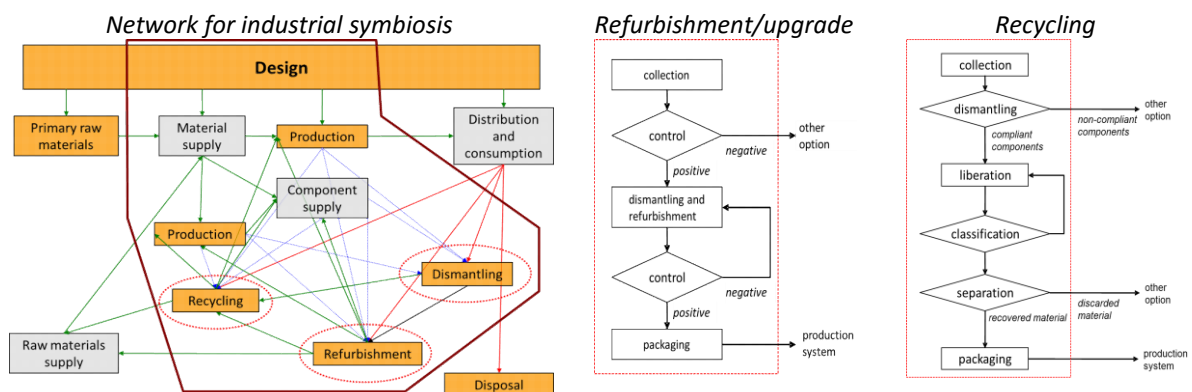 Network for industrial symbiosis
Design
Primary raw
materials
Material
supply
Production
Distribution
and
consumption
Component
supply
Production
Dismantling
Recycling
Raw materials
supply
Refurbishment
Disposal
Refurbishment/upgrade
collection
control
other
option
negative
positive
dismantling and
refurbishment
control
negative
positive
packaging
production
system
Recycling
collection
dismantling
other
option
non-compliant
components
compliant
components
liberation
classification
separation
other
option
discarded
material
recovered material
packaging
production
system